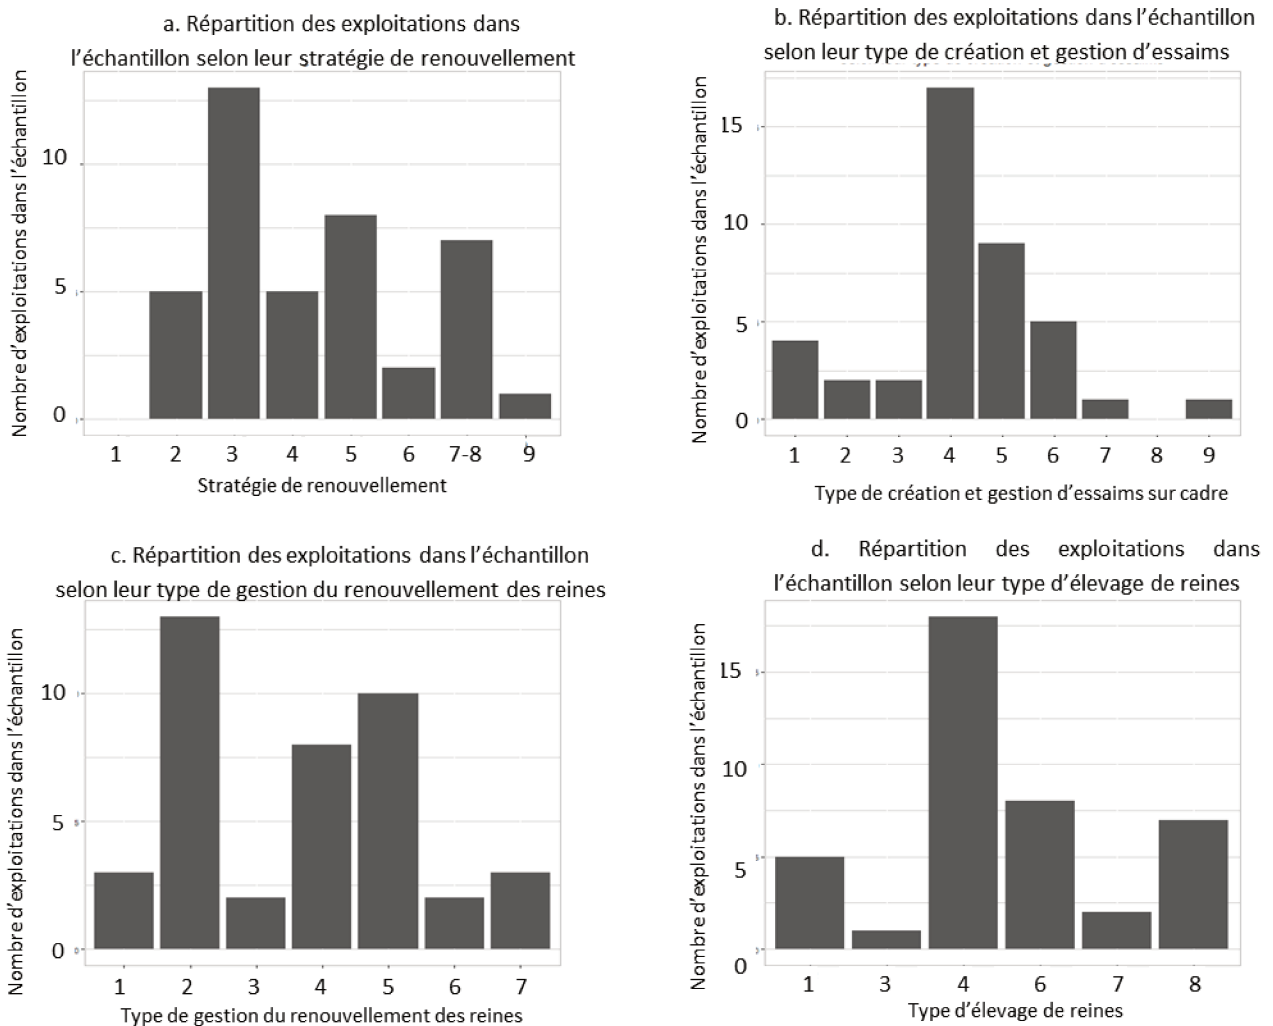 a. Répartition des exploitations dans
l'échantillon selon leur stratégie de renouvellement
Nombre d'exploitations dans l'échantillon
10
5
0
1 2 3 4 5 6 7-8 9
Stratégie de renouvellement
b. Répartition des exploitations dans l'échantillon
selon leur type de création et gestion d'essaims
Nombre d'exploitations dans l'échantillon
15
10
5
0
1 2 3 4 5 6 7 8 9
Type de création et gestion d'essaims sur cadre
c. Répartition des exploitations dans l'échantillon
selon leur type de gestion du renouvellement des reines
Nombre d'exploitations dans l'échantillon
10
5
0
1 2 3 4 5 6 7
Type de gestion du renouvellement des reines
d. Répartition des exploitations dans
l'échantillon selon leur type d'élevage de reines
Nombre d'exploitations dans l'échantillon
15
10
5
0
1 3 4 6 7 8
Type d'élevage de reines